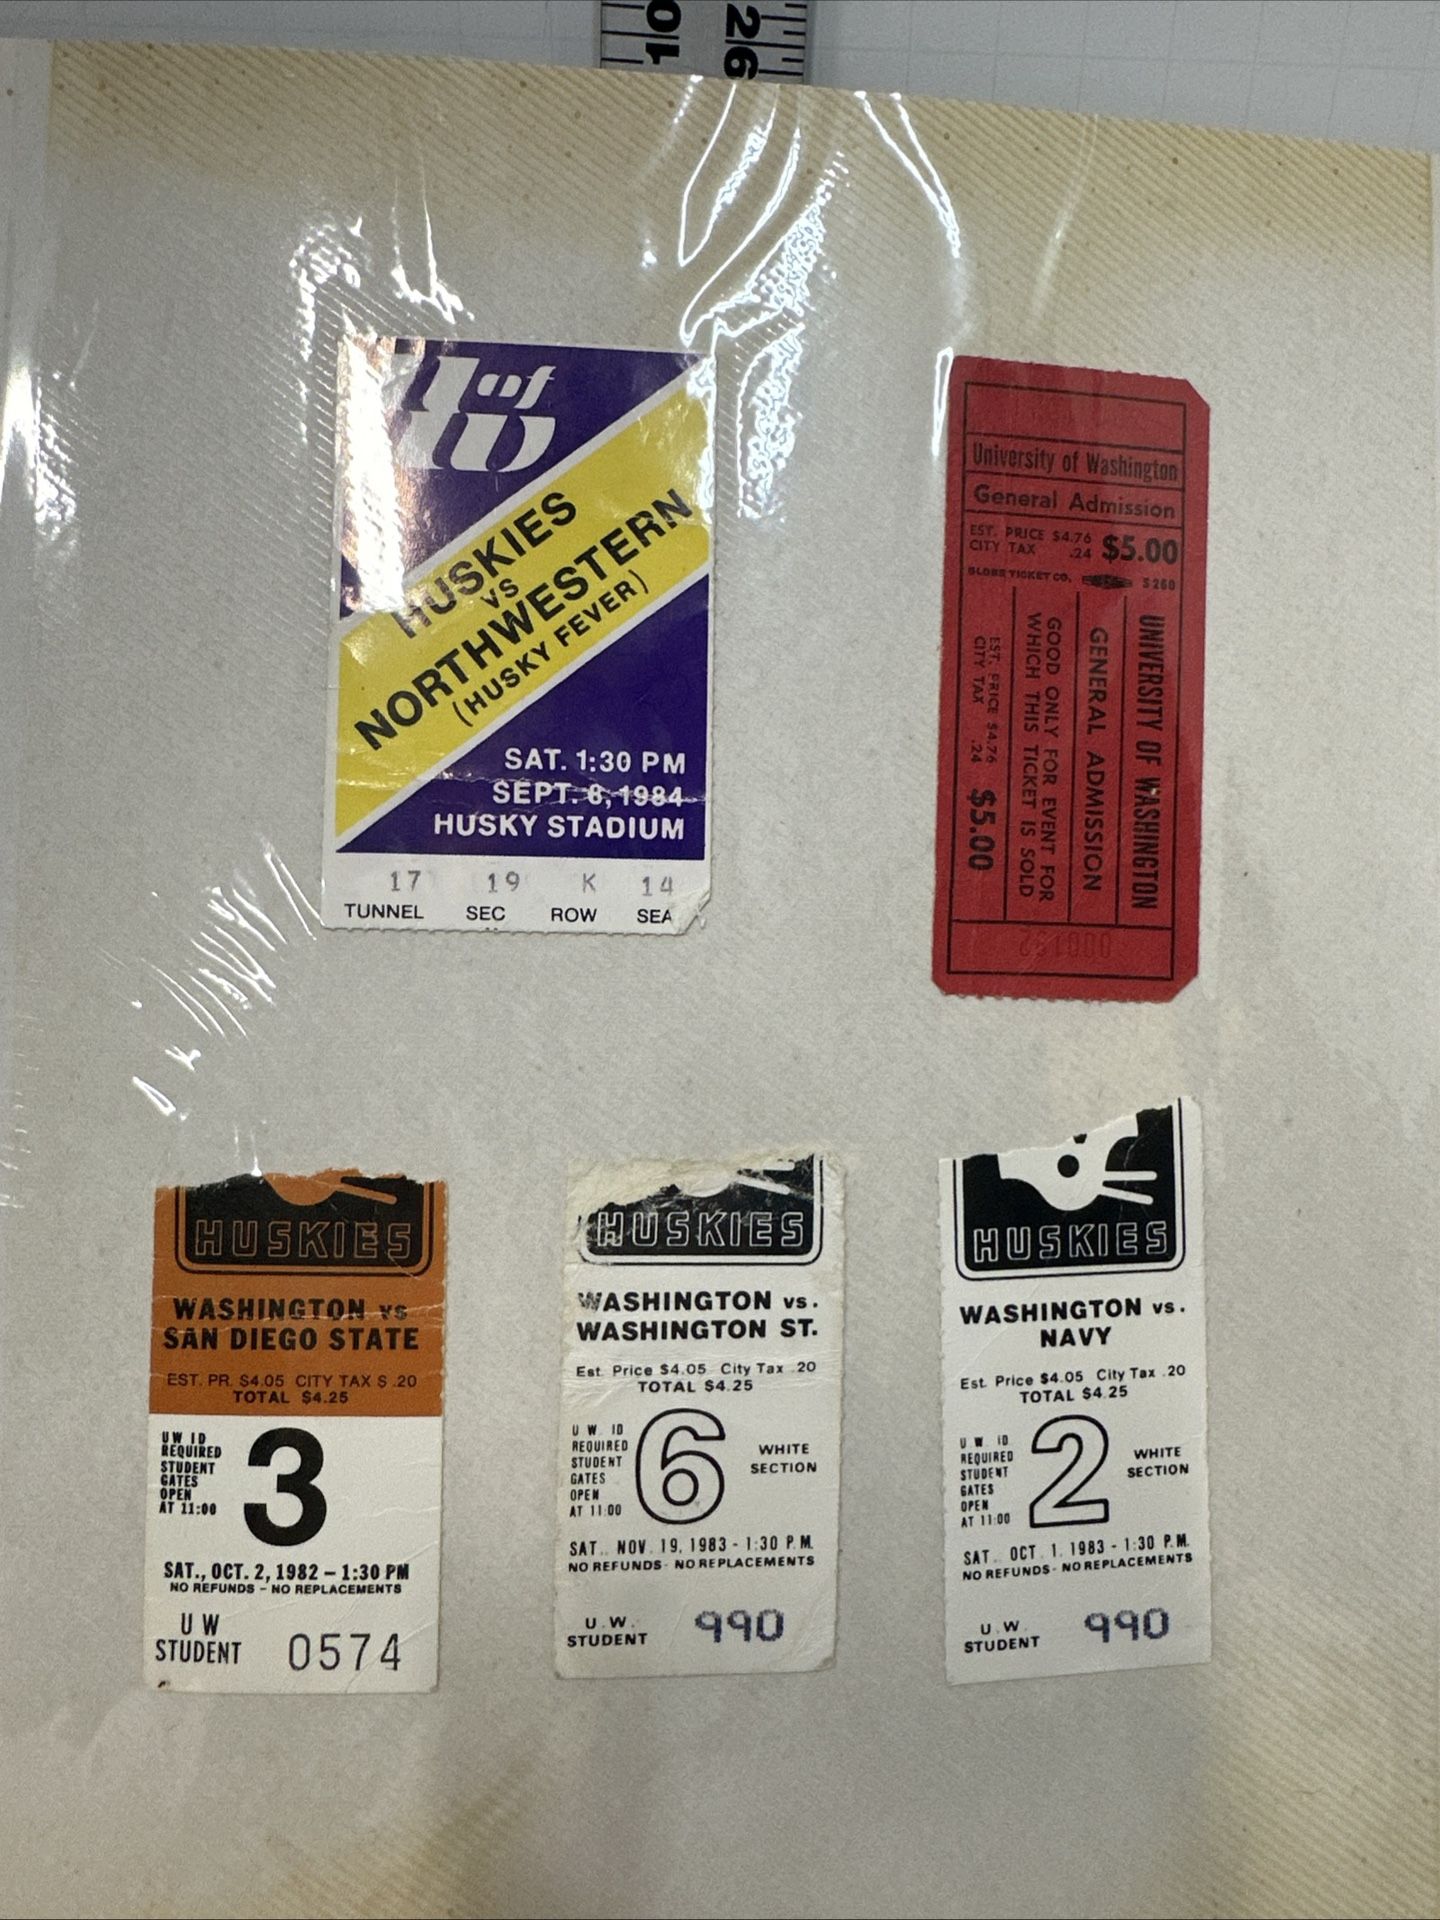 10
26
U of W
HUSKIES
VS
NORTHWESTERN
(HUSKY FEVER)
SAT. 1:30 PM
SEPT. 8, 1984
HUSKY STADIUM
17 19 K 14
TUNNEL SEC ROW SEA
University of Washington
General Admission
EST. PRICE $4.76
CITY TAX .24
$5.00
GLOBE TICKET CO. S260
UNIVERSITY OF WASHINGTON
GENERAL ADMISSION
GOOD ONLY FOR EVENT FOR
WHICH THIS TICKET IS SOLD
EST. PRICE $4.76
CITY TAX .24
$5.00
HUSKIES
WASHINGTON vs
SAN DIEGO STATE
EST. PR. $4.05 CITY TAX $.20
TOTAL $4.25
UW ID
REQUIRED
STUDENT
GATES
OPEN
AT 11:00
3
SAT., OCT. 2, 1982 – 1:30 PM
NO REFUNDS – NO REPLACEMENTS
UW
STUDENT
0574
HUSKIES
WASHINGTON vs.
WASHINGTON ST.
Est. Price $4.05 City Tax .20
TOTAL $4.25
U.W. ID
REQUIRED
STUDENT
GATES
OPEN
AT 11:00
6
WHITE
SECTION
SAT. NOV. 19, 1983 - 1:30 P.M.
NO REFUNDS - NO REPLACEMENTS
U.W.
STUDENT
990
HUSKIES
WASHINGTON vs.
NAVY
Est. Price $4.05 City Tax .20
TOTAL $4.25
U.W. ID
REQUIRED
STUDENT
GATES
OPEN
AT 11:00
2
WHITE
SECTION
SAT. OCT. 1, 1983 - 1:30 P.M.
NO REFUNDS - NO REPLACEMENTS
U.W.
STUDENT
990